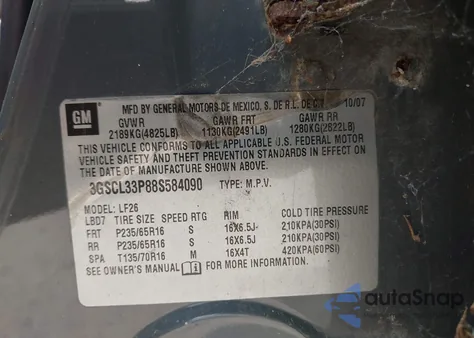 GM
MFD BY GENERAL MOTORS DE MEXICO, S. DE R.L. DE C.V. 10/07
GVWR GAWR FRT GAWR RR
2189KG(4825LB) 1130KG(2491LB) 1280KG(2822LB)
THIS VEHICLE CONFORMS TO ALL APPLICABLE U.S. FEDERAL MOTOR
VEHICLE SAFETY AND THEFT PREVENTION STANDARDS IN EFFECT ON
THE DATE OF MANUFACTURE SHOWN ABOVE.
3GSCL33P88S584090 TYPE: M.P.V.
MODEL: LF26
LBD7 TIRE SIZE SPEED RTG RIM COLD TIRE PRESSURE
FRT P235/65R16 S 16X6.5J 210KPA(30PSI)
RR P235/65R16 S 16X6.5J 210KPA(30PSI)
SPA T135/70R16 M 16X4T 420KPA(60PSI)
SEE OWNER'S MANUAL FOR MORE INFORMATION.
autaSnap